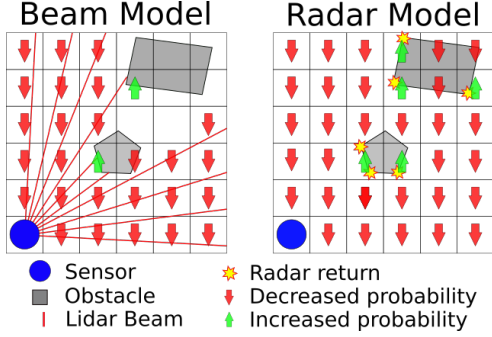 Beam Model
Radar Model
Sensor
Radar return
Obstacle
Decreased probability
Lidar Beam
Increased probability